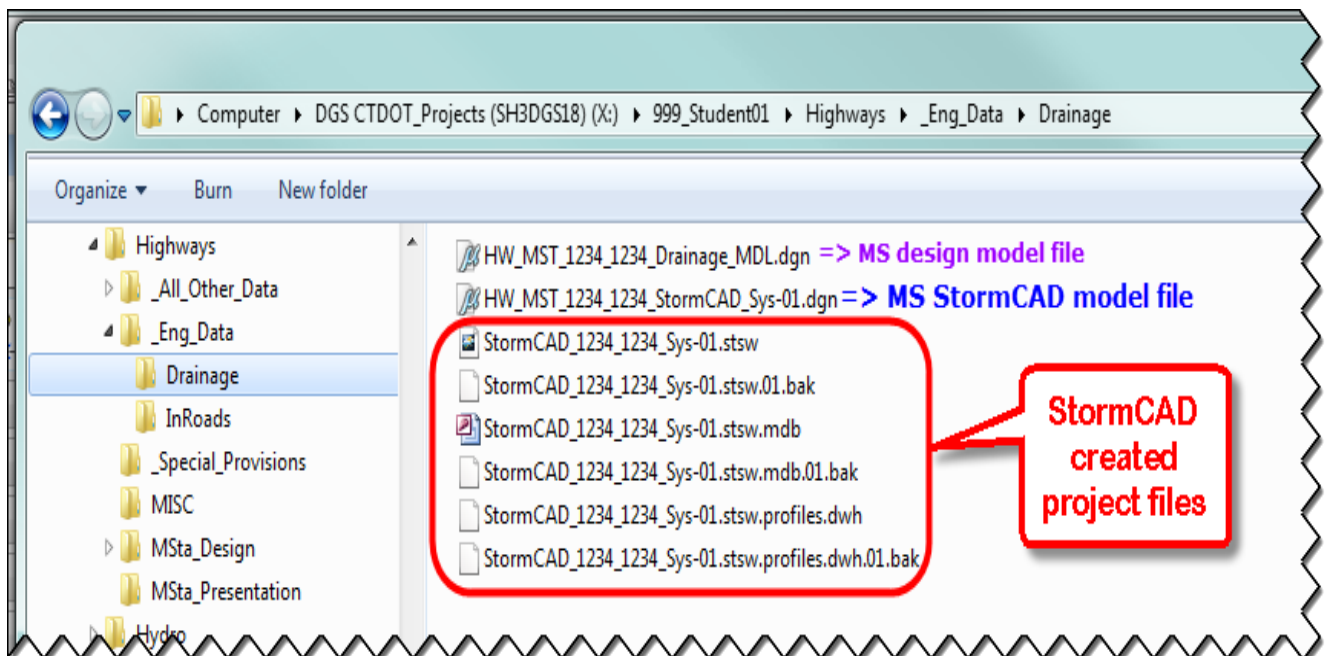 Computer ▸ DGS CTDOT_Projects (SH3DGS18) (X:) ▸ 999_Student01 ▸ Highways ▸ _Eng_Data ▸ Drainage
Organize ▾ Burn New folder
Highways
_All_Other_Data
_Eng_Data
Drainage
InRoads
_Special_Provisions
MISC
MSta_Design
MSta_Presentation
Hydro
HW_MST_1234_1234_Drainage_MDL.dgn => MS design model file
HW_MST_1234_1234_StormCAD_Sys-01.dgn => MS StormCAD model file
StormCAD_1234_1234_Sys-01.stsw
StormCAD_1234_1234_Sys-01.stsw.01.bak
StormCAD_1234_1234_Sys-01.stsw.mdb
StormCAD_1234_1234_Sys-01.stsw.mdb.01.bak
StormCAD_1234_1234_Sys-01.stsw.profiles.dwh
StormCAD_1234_1234_Sys-01.stsw.profiles.dwh.01.bak
StormCAD
created
project files